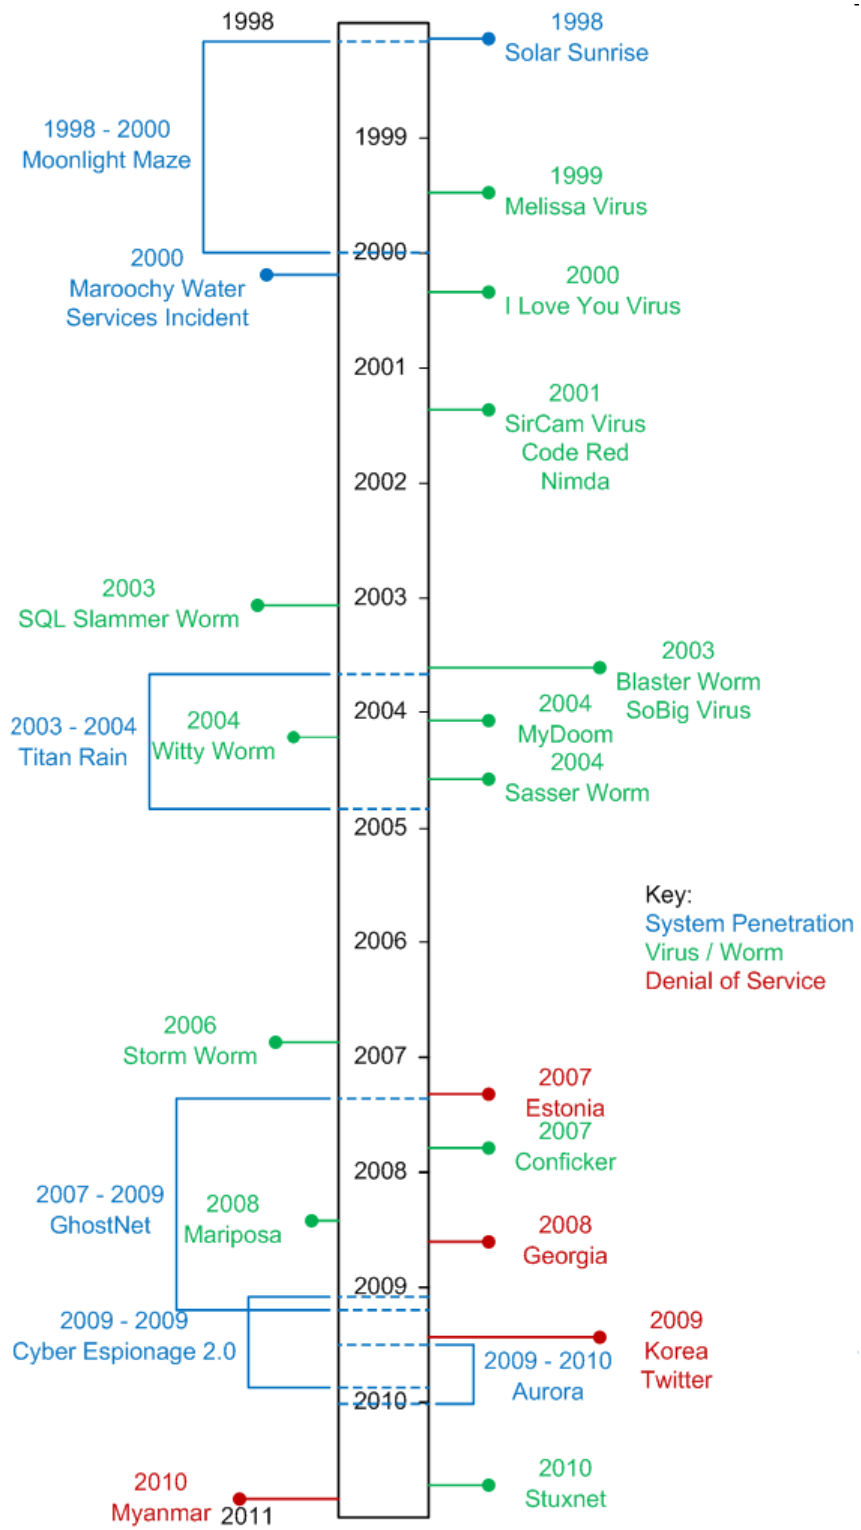 1998
1998
Solar Sunrise
1998 - 2000
Moonlight Maze
1999
1999
Melissa Virus
2000
2000
Maroochy Water
Services Incident
2000
I Love You Virus
2001
2001
SirCam Virus
Code Red
Nimda
2002
2003
SQL Slammer Worm
2003
2003
Blaster Worm
SoBig Virus
2003 - 2004
Titan Rain
2004
Witty Worm
2004
2004
MyDoom
2004
Sasser Worm
2005
Key:
System Penetration
Virus / Worm
Denial of Service
2006
2006
Storm Worm
2007
2007
Estonia
2007
Conficker
2008
2007 - 2009
GhostNet
2008
Mariposa
2008
Georgia
2009
2009 - 2009
Cyber Espionage 2.0
2009
Korea
Twitter
2009 - 2010
Aurora
2010
2010
Stuxnet
2010
Myanmar
2011